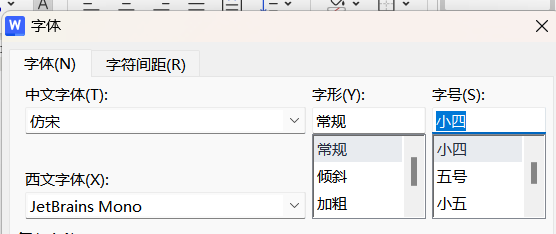 W 字体
字体(N) 字符间距(R)
中文字体(T): 字形(Y): 字号(S):
仿宋 常规 小四
常规 小四
倾斜 五号
西文字体(X):
JetBrains Mono 加粗 小五